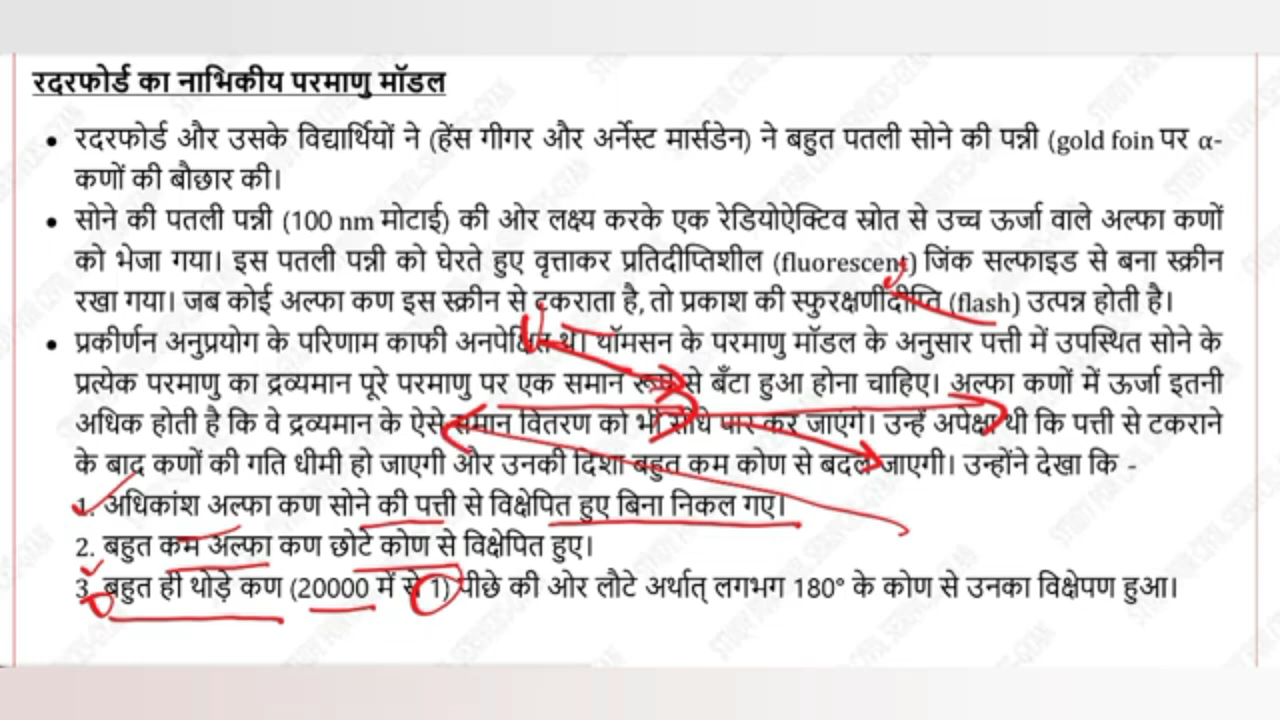 रदरफोर्ड का नाभिकीय परमाणु मॉडल
• रदरफोर्ड और उसके विद्यार्थियों ने (हेंस गीगर और अर्नेस्ट मार्सडेन) ने बहुत पतली सोने की पन्नी (gold foin पर α-
कणों की बौछार की।
• सोने की पतली पन्नी (100 nm मोटाई) की ओर लक्ष्य करके एक रेडियोऐक्टिव स्रोत से उच्च ऊर्जा वाले अल्फा कणों
को भेजा गया। इस पतली पन्नी को घेरते हुए वृत्ताकर प्रतिदीप्तिशील (fluorescent) जिंक सल्फाइड से बना स्क्रीन
रखा गया। जब कोई अल्फा कण इस स्क्रीन से टकराता है, तो प्रकाश की स्फुरक्षणीदीप्ति (flash) उत्पन्न होती है।
• प्रकीर्णन अनुप्रयोग के परिणाम काफी अनपेक्षित थे। थॉमसन के परमाणु मॉडल के अनुसार पत्ती में उपस्थित सोने के
प्रत्येक परमाणु का द्रव्यमान पूरे परमाणु पर एक समान रूप से बँटा हुआ होना चाहिए। अल्फा कणों में ऊर्जा इतनी
अधिक होती है कि वे द्रव्यमान के ऐसे समान वितरण को भी सीधे पार कर जाएंगे। उन्हें अपेक्षा थी कि पत्ती से टकराने
के बाद कणों की गति धीमी हो जाएगी और उनकी दिशा बहुत कम कोण से बदल जाएगी। उन्होंने देखा कि -
1. अधिकांश अल्फा कण सोने की पत्ती से विक्षेपित हुए बिना निकल गए।
2. बहुत कम अल्फा कण छोटे कोण से विक्षेपित हुए।
3. बहुत ही थोड़े कण (20000 में से 1) पीछे की ओर लौटे अर्थात् लगभग 180° के कोण से उनका विक्षेपण हुआ।